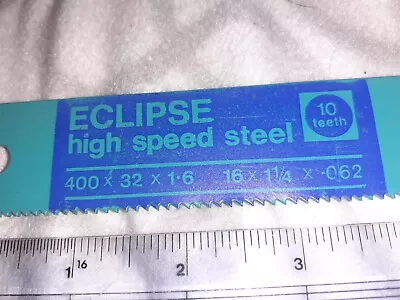 ECLIPSE
high speed steel
10
teeth
400 x 32 x 1·6 16 x 1¼ x ·062
1 16 2 3